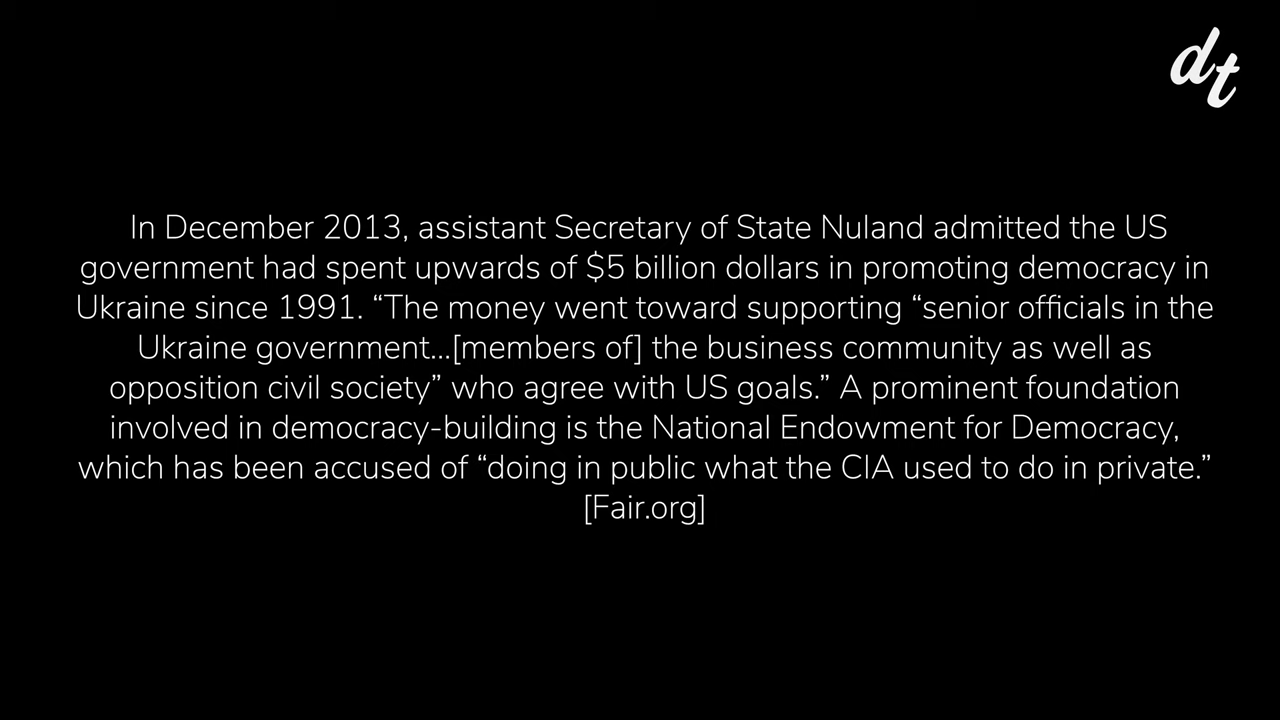 dt
In December 2013, assistant Secretary of State Nuland admitted the US
government had spent upwards of $5 billion dollars in promoting democracy in
Ukraine since 1991. “The money went toward supporting “senior officials in the
Ukraine government...[members of] the business community as well as
opposition civil society” who agree with US goals.” A prominent foundation
involved in democracy-building is the National Endowment for Democracy,
which has been accused of “doing in public what the CIA used to do in private.”
[Fair.org]